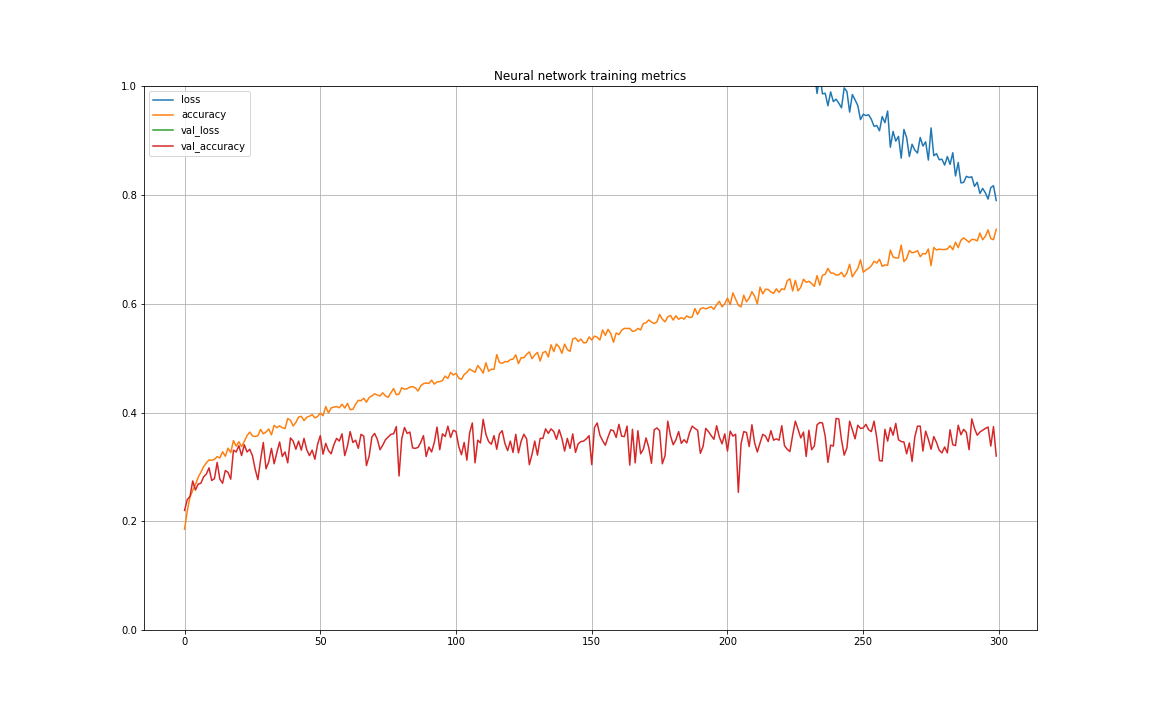 Neural network training metrics
1.0
loss
accuracy
val_loss
val_accuracy
0.8
0.6
0.4
0.2
0.0
0 50 100 150 200 250 300